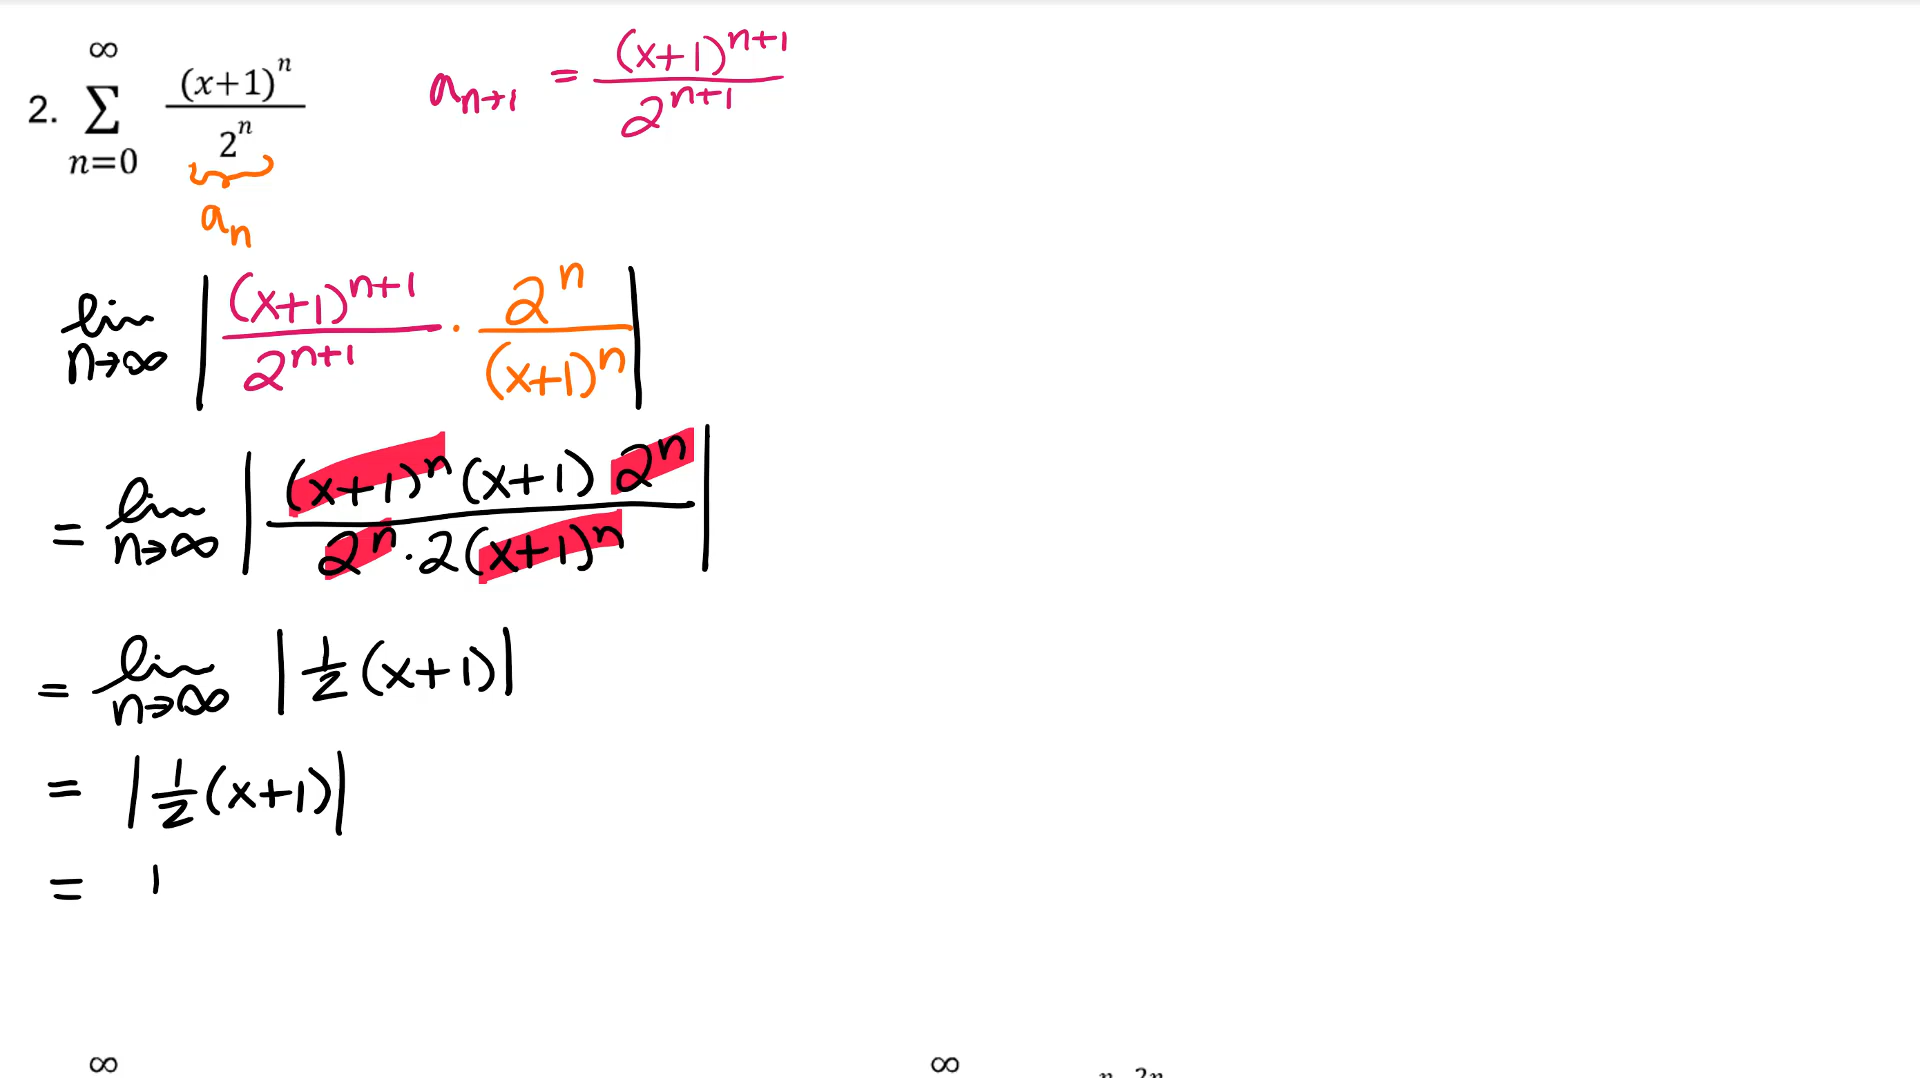 2. ∞ ∑ n=0 (x+1)^n / 2^n    a_{n+1} = (x+1)^{n+1} / 2^{n+1}
a_n
lim n→∞ | (x+1)^{n+1} / 2^{n+1} · 2^n / (x+1)^n |
= lim n→∞ | (x+1)^n (x+1) 2^n / 2^n · 2 (x+1)^n |
= lim n→∞ | 1/2 (x+1) |
= | 1/2 (x+1) |
= 1
∞ ∞